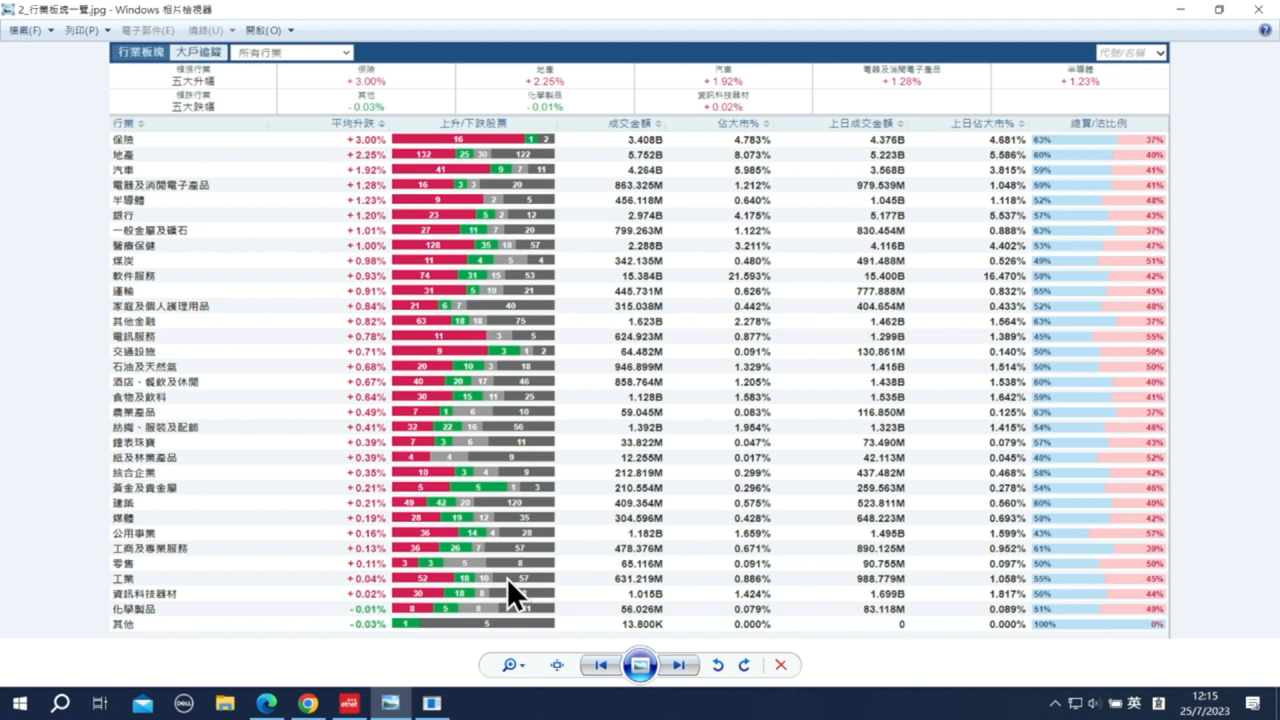 2_行業板塊一覽.jpg - Windows 相片檢視器
檔案(F) 列印(P) 電子郵件(E) 燒錄(U) 開啟(O)
行業板塊 大戶追蹤 所有行業 代號/名稱
領漲行業 保險 地產 汽車 電器及消閒電子產品 半導體
五大升幅 +3.00% +2.25% +1.92% +1.28% +1.23%
領跌行業 其他 化學製品 資訊科技器材
五大跌幅 -0.03% -0.01% +0.02%
行業 平均升跌 上升/下跌股票 成交金額 佔大市% 上日成交金額 上日佔大市% 總買/沽比例
保險 +3.00% 16 1 2 3.408B 4.783% 4.376B 4.681% 63% 37%
地產 +2.25% 132 25 30 122 5.752B 8.073% 5.223B 5.586% 60% 40%
汽車 +1.92% 41 9 7 11 4.264B 5.985% 3.568B 3.815% 59% 41%
電器及消閒電子產品 +1.28% 16 3 3 20 863.325M 1.212% 979.539M 1.048% 59% 41%
半導體 +1.23% 9 2 5 456.118M 0.640% 1.045B 1.118% 52% 48%
銀行 +1.20% 23 5 2 12 2.974B 4.175% 5.177B 5.537% 57% 43%
一般金屬及礦石 +1.01% 27 11 7 20 799.263M 1.122% 830.454M 0.888% 63% 37%
醫療保健 +1.00% 128 35 18 57 2.288B 3.211% 4.116B 4.402% 53% 47%
煤炭 +0.98% 11 4 5 4 342.135M 0.480% 491.488M 0.526% 49% 51%
軟件服務 +0.93% 74 31 15 53 15.384B 21.593% 15.400B 16.470% 58% 42%
運輸 +0.91% 31 5 10 21 445.731M 0.626% 777.888M 0.832% 55% 45%
家庭及個人護理用品 +0.84% 21 6 7 40 315.038M 0.442% 404.654M 0.433% 52% 48%
其他金融 +0.82% 63 18 18 75 1.623B 2.278% 1.462B 1.564% 63% 37%
電訊服務 +0.78% 11 3 5 624.923M 0.877% 1.299B 1.389% 45% 55%
交通設施 +0.71% 9 3 1 2 64.482M 0.091% 130.861M 0.140% 50% 50%
石油及天然氣 +0.68% 20 10 3 18 946.899M 1.329% 1.415B 1.514% 50% 50%
酒店、餐飲及休閒 +0.67% 40 20 17 46 858.764M 1.205% 1.438B 1.538% 60% 40%
食物及飲料 +0.64% 30 15 11 25 1.128B 1.583% 1.535B 1.642% 59% 41%
農業產品 +0.49% 7 1 6 10 59.045M 0.083% 116.850M 0.125% 63% 37%
紡織、服裝及配飾 +0.41% 32 22 16 56 1.392B 1.954% 1.323B 1.415% 54% 46%
鐘表珠寶 +0.39% 7 3 6 11 33.822M 0.047% 73.490M 0.079% 57% 43%
紙及林業產品 +0.39% 4 4 9 12.255M 0.017% 42.113M 0.045% 48% 52%
綜合企業 +0.35% 10 3 4 9 212.819M 0.299% 437.482M 0.468% 58% 42%
黃金及貴金屬 +0.21% 5 5 1 3 210.554M 0.296% 259.563M 0.278% 54% 46%
建築 +0.21% 49 42 20 120 409.354M 0.575% 523.811M 0.560% 60% 40%
媒體 +0.19% 28 19 12 35 304.596M 0.428% 648.223M 0.693% 58% 42%
公用事業 +0.16% 36 14 4 28 1.182B 1.659% 1.495B 1.599% 43% 57%
工商及專業服務 +0.13% 36 26 7 57 478.376M 0.671% 890.125M 0.952% 61% 39%
零售 +0.11% 3 3 5 8 65.116M 0.091% 90.755M 0.097% 50% 50%
工業 +0.04% 52 18 10 57 631.219M 0.886% 988.779M 1.058% 55% 45%
資訊科技器材 +0.02% 30 18 8 1.015B 1.424% 1.699B 1.817% 56% 44%
化學製品 -0.01% 8 5 8 56.026M 0.079% 83.118M 0.089% 51% 49%
其他 -0.03% 1 5 13.800K 0.000% 0 0.000% 100% 0%
DELL etnet 英 12:15
25/7/2023